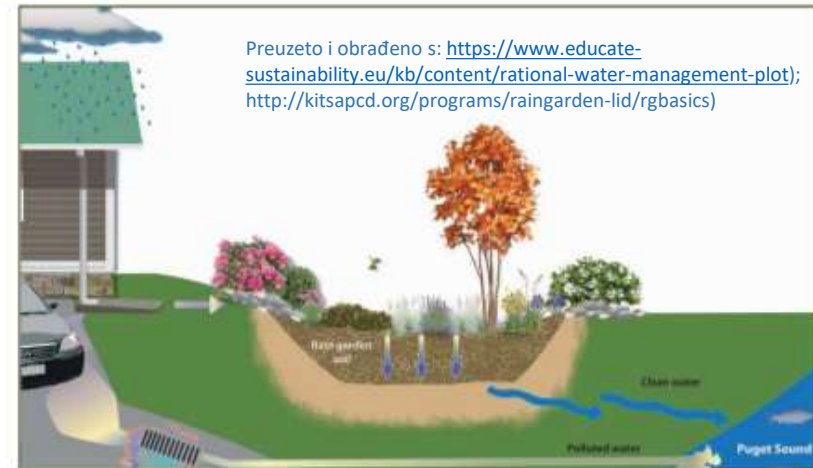 Preuzeto i obrađeno s: https://www.educate-
sustainability.eu/kb/content/rational-water-management-plot);
http://kitsapcd.org/programs/raingarden-lid/rgbasics)
Rain garden
soil
Clean water
Polluted water
Puget Sound